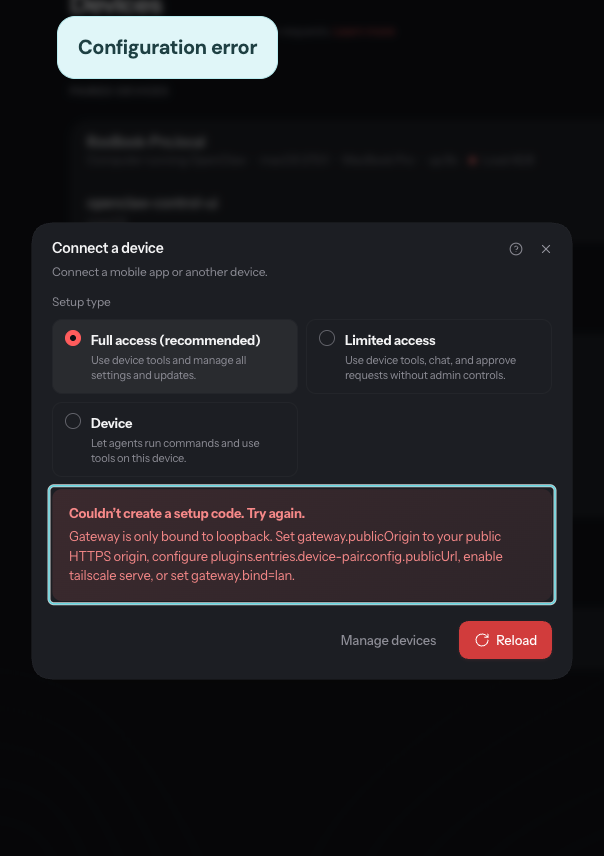 Devices
Configuration error
Connect a device
Connect a mobile app or another device.
Setup type
Full access (recommended)
Use device tools and manage all
settings and updates.
Limited access
Use device tools, chat, and approve
requests without admin controls.
Device
Let agents run commands and use
tools on this device.
Couldn't create a setup code. Try again.
Gateway is only bound to loopback. Set gateway.publicOrigin to your public
HTTPS origin, configure plugins.entries.device-pair.config.publicUrl, enable
tailscale serve, or set gateway.bind=lan.
Manage devices
Reload